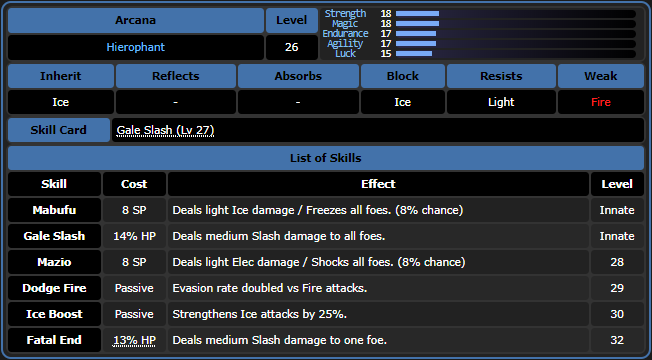 Arcana Level
Hierophant 26
Strength 18
Magic 18
Endurance 17
Agility 17
Luck 15
Inherit Reflects Absorbs Block Resists Weak
Ice - - Ice Light Fire
Skill Card Gale Slash (Lv 27)
List of Skills
Skill Cost Effect Level
Mabufu 8 SP Deals light Ice damage / Freezes all foes. (8% chance) Innate
Gale Slash 14% HP Deals medium Slash damage to all foes. Innate
Mazio 8 SP Deals light Elec damage / Shocks all foes. (8% chance) 28
Dodge Fire Passive Evasion rate doubled vs Fire attacks. 29
Ice Boost Passive Strengthens Ice attacks by 25%. 30
Fatal End 13% HP Deals medium Slash damage to one foe. 32